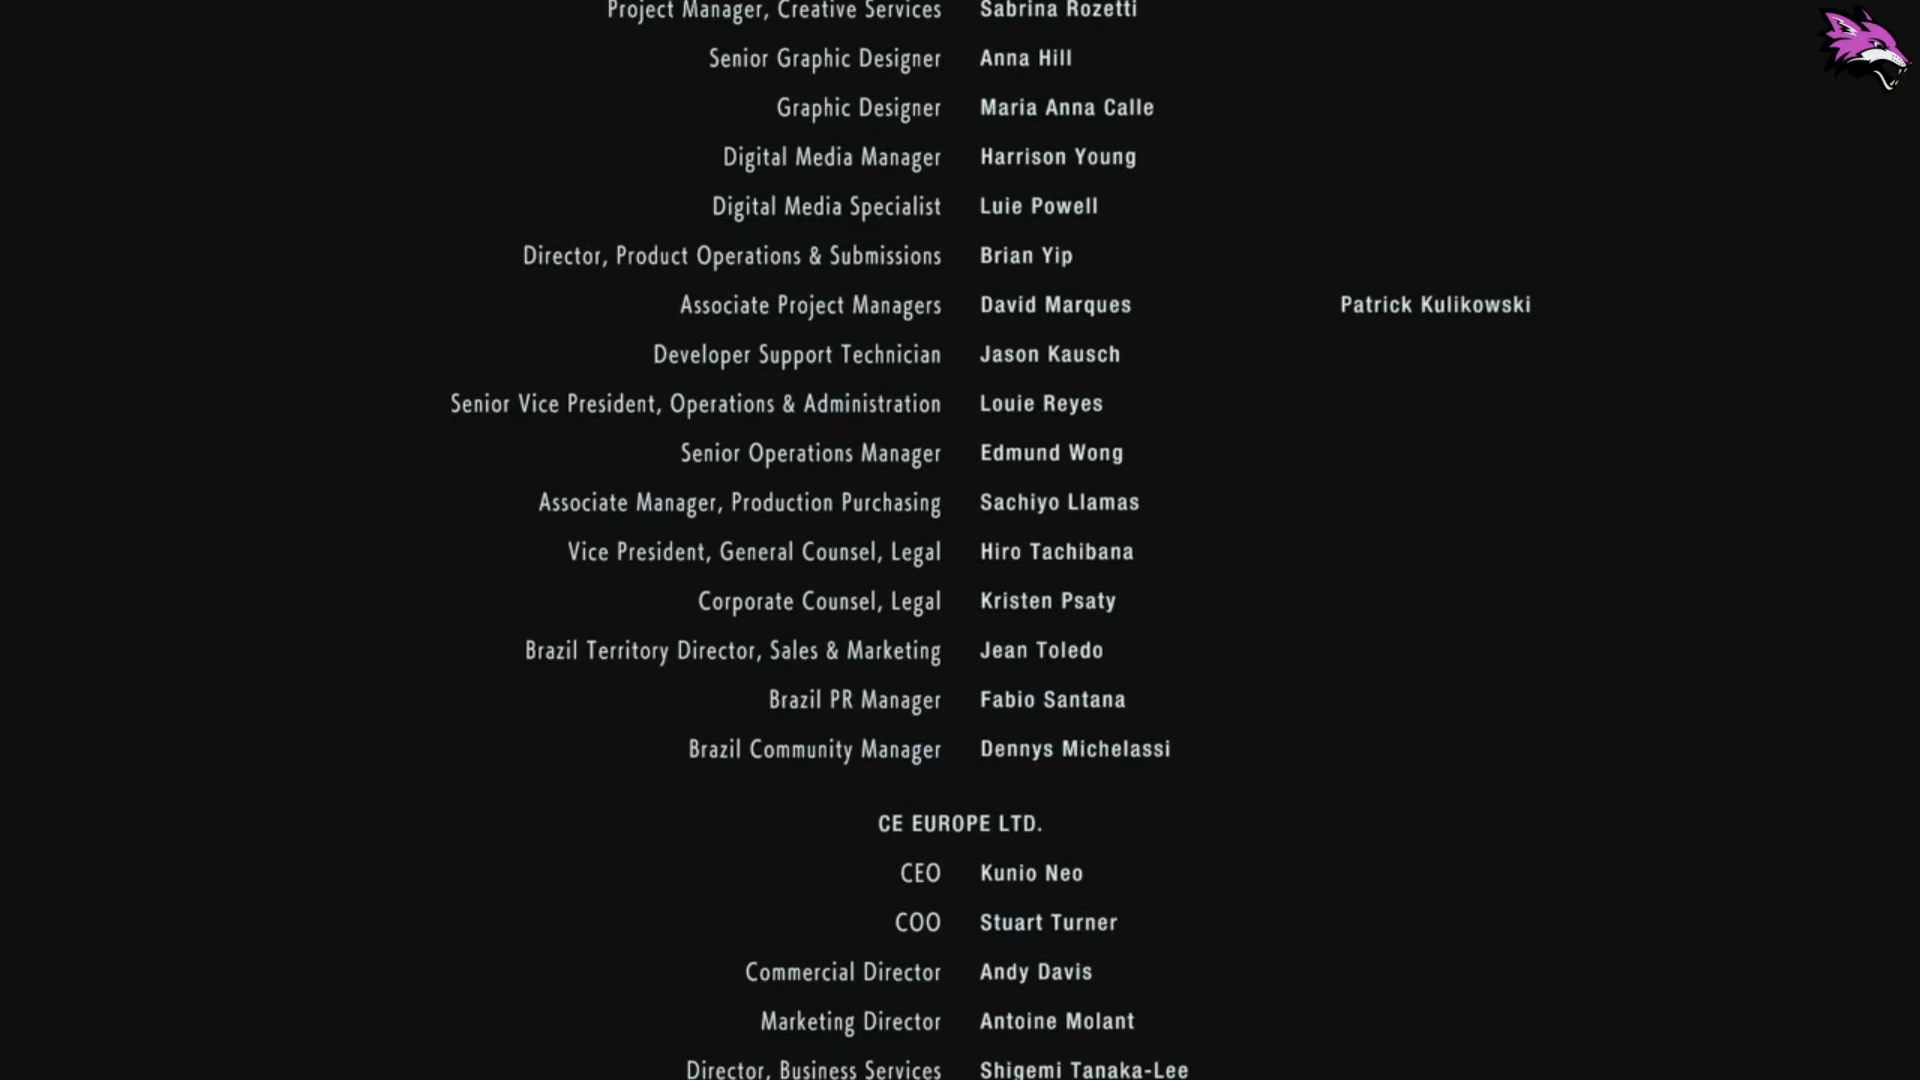 Project Manager, Creative Services Sabrina Rozetti
Senior Graphic Designer Anna Hill
Graphic Designer Maria Anna Calle
Digital Media Manager Harrison Young
Digital Media Specialist Luie Powell
Director, Product Operations & Submissions Brian Yip
Associate Project Managers David Marques Patrick Kulikowski
Developer Support Technician Jason Kausch
Senior Vice President, Operations & Administration Louie Reyes
Senior Operations Manager Edmund Wong
Associate Manager, Production Purchasing Sachiyo Llamas
Vice President, General Counsel, Legal Hiro Tachibana
Corporate Counsel, Legal Kristen Psaty
Brazil Territory Director, Sales & Marketing Jean Toledo
Brazil PR Manager Fabio Santana
Brazil Community Manager Dennys Michelassi
CE EUROPE LTD.
CEO Kunio Neo
COO Stuart Turner
Commercial Director Andy Davis
Marketing Director Antoine Molant
Director, Business Services Shigemi Tanaka-Lee